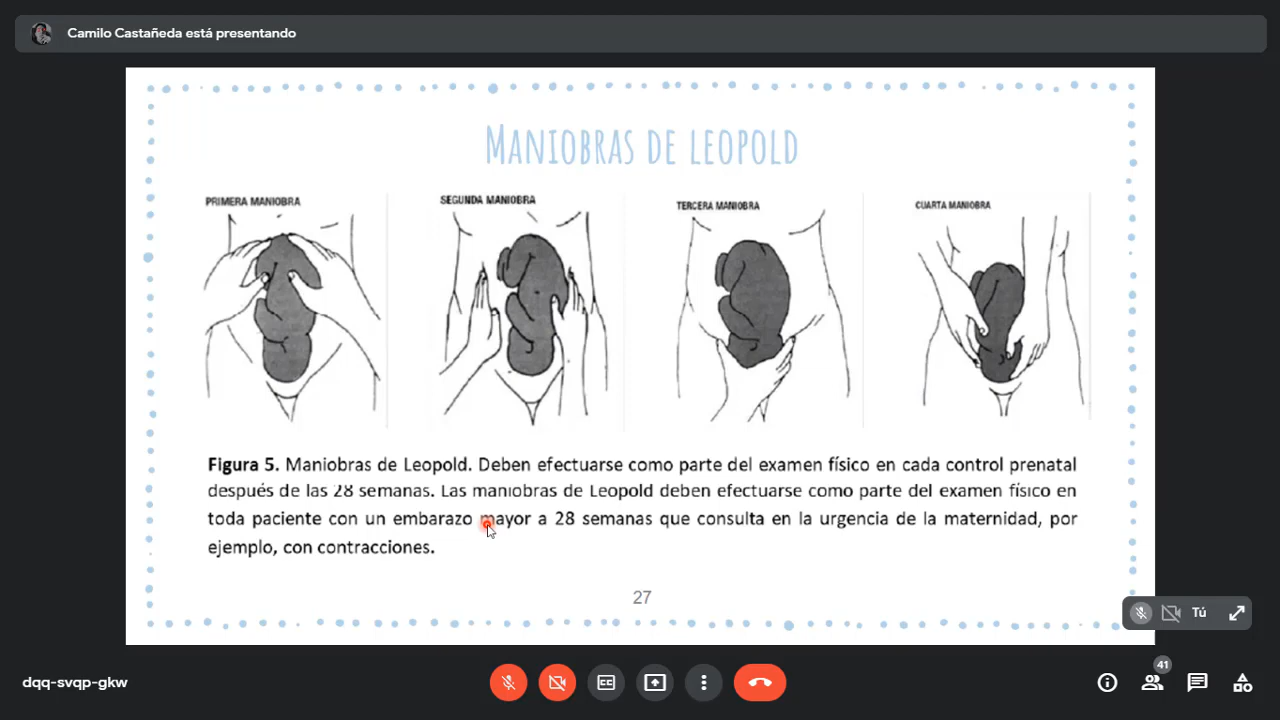 Camilo Castañeda está presentando
MANIOBRAS DE LEOPOLD
PRIMERA MANIOBRA
SEGUNDA MANIOBRA
TERCERA MANIOBRA
CUARTA MANIOBRA
Figura 5. Maniobras de Leopold. Deben efectuarse como parte del examen físico en cada control prenatal
después de las 28 semanas. Las maniobras de Leopold deben efectuarse como parte del examen físico en
toda paciente con un embarazo mayor a 28 semanas que consulta en la urgencia de la maternidad, por
ejemplo, con contracciones.
27
Tú
dqq-svqp-gkw
CC
41